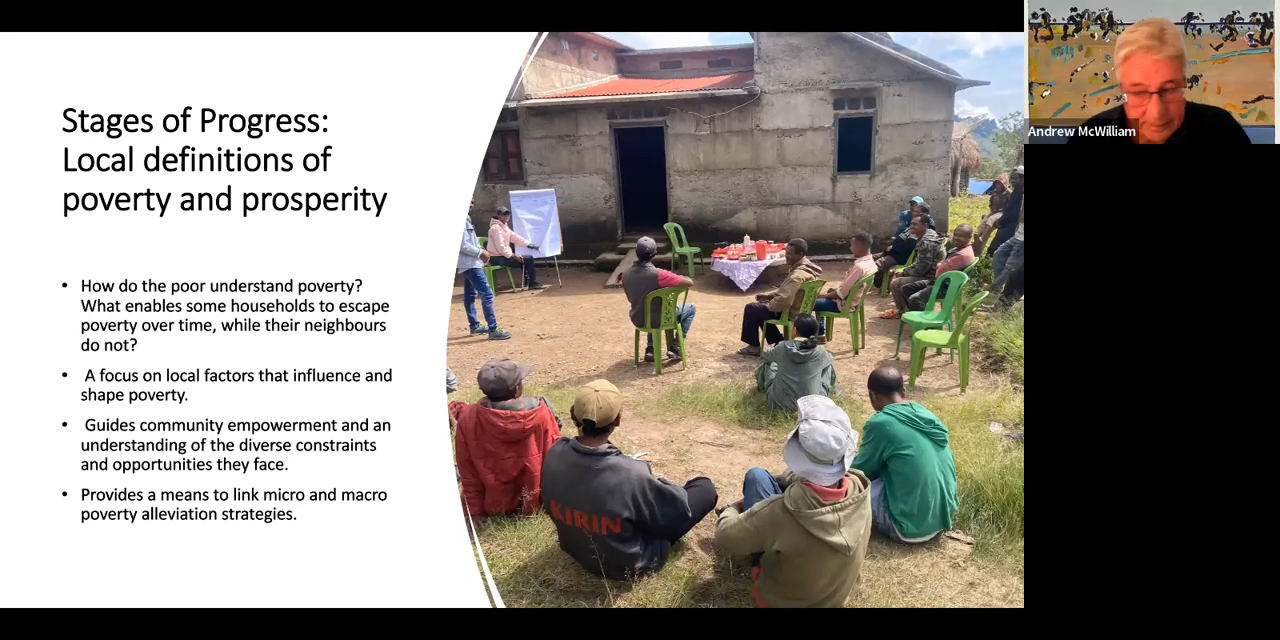 Stages of Progress:
Local definitions of
poverty and prosperity
• How do the poor understand poverty?
What enables some households to escape
poverty over time, while their neighbours
do not?
• A focus on local factors that influence and
shape poverty.
• Guides community empowerment and an
understanding of the diverse constraints
and opportunities they face.
• Provides a means to link micro and macro
poverty alleviation strategies.
KIRIN
Andrew McWilliam